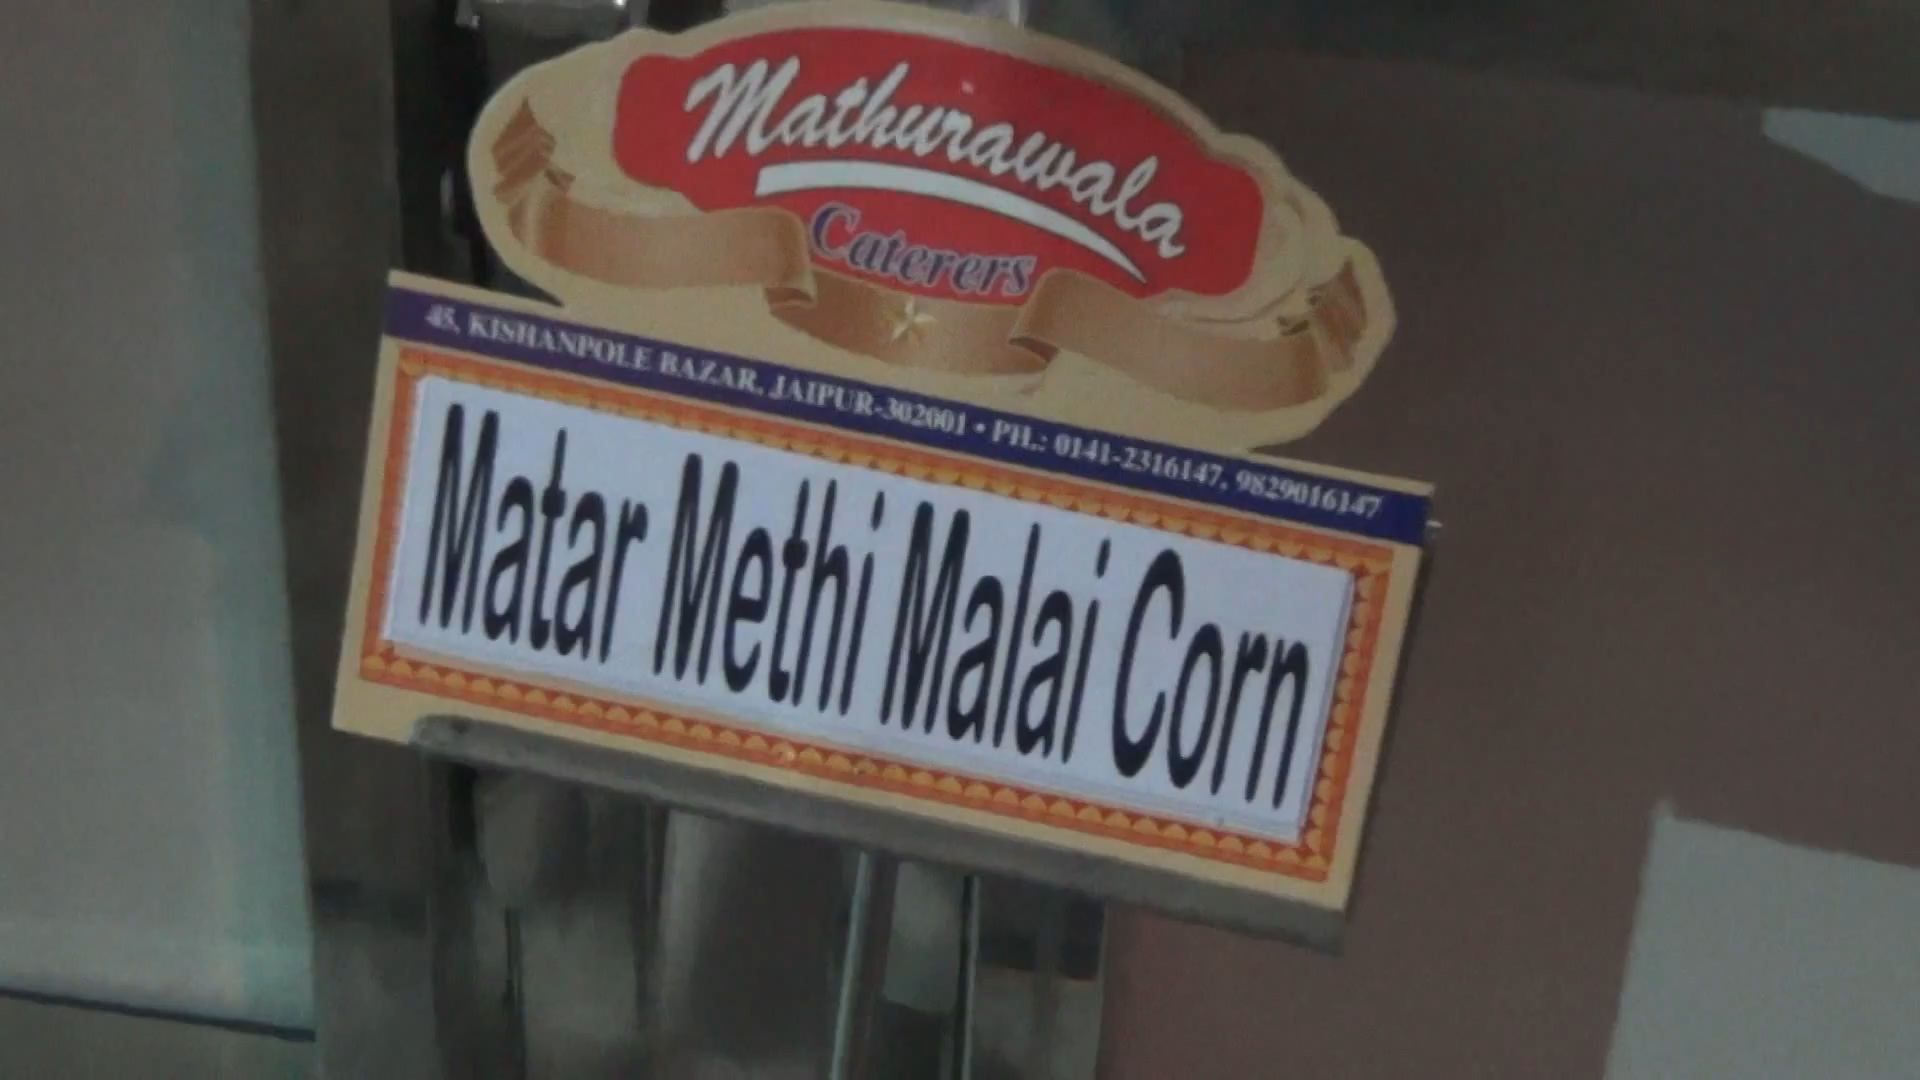 Mathurawala
Caterers
45, KISHANPOLE BAZAR, JAIPUR-302001 • PH.: 0141-2316147, 9829016147
Matar Methi Malai Corn